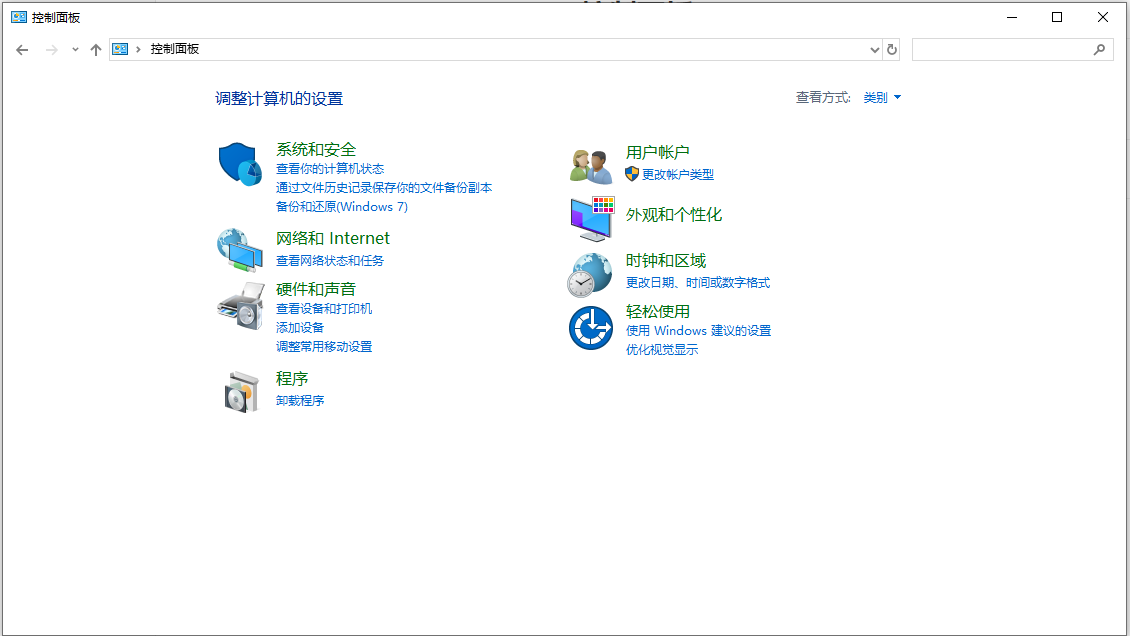 控制面板
控制面板
调整计算机的设置
查看方式: 类别
系统和安全
查看你的计算机状态
通过文件历史记录保存你的文件备份副本
备份和还原(Windows 7)
网络和 Internet
查看网络状态和任务
硬件和声音
查看设备和打印机
添加设备
调整常用移动设置
程序
卸载程序
用户帐户
更改帐户类型
外观和个性化
时钟和区域
更改日期、时间或数字格式
轻松使用
使用 Windows 建议的设置
优化视觉显示